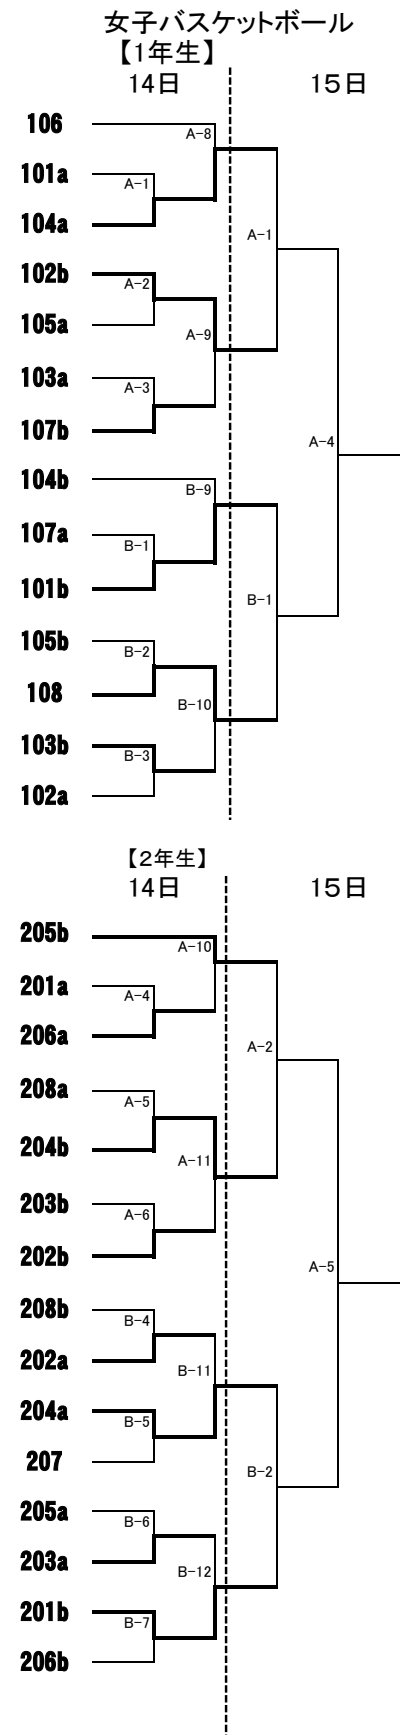 女子バスケットボール
【１年生】
14日 15日
106
A-8
101a
A-1
104a
A-1
102b
A-2
105a
A-9
103a
A-3
107b
A-4
104b
B-9
107a
B-1
101b
B-1
105b
B-2
108
B-10
103b
B-3
102a
【２年生】
14日 15日
205b
A-10
201a
A-4
206a
A-2
208a
A-5
204b
A-11
203b
A-6
202b
A-5
208b
B-4
202a
B-11
204a
B-5
207
B-2
205a
B-6
203a
B-12
201b
B-7
206b